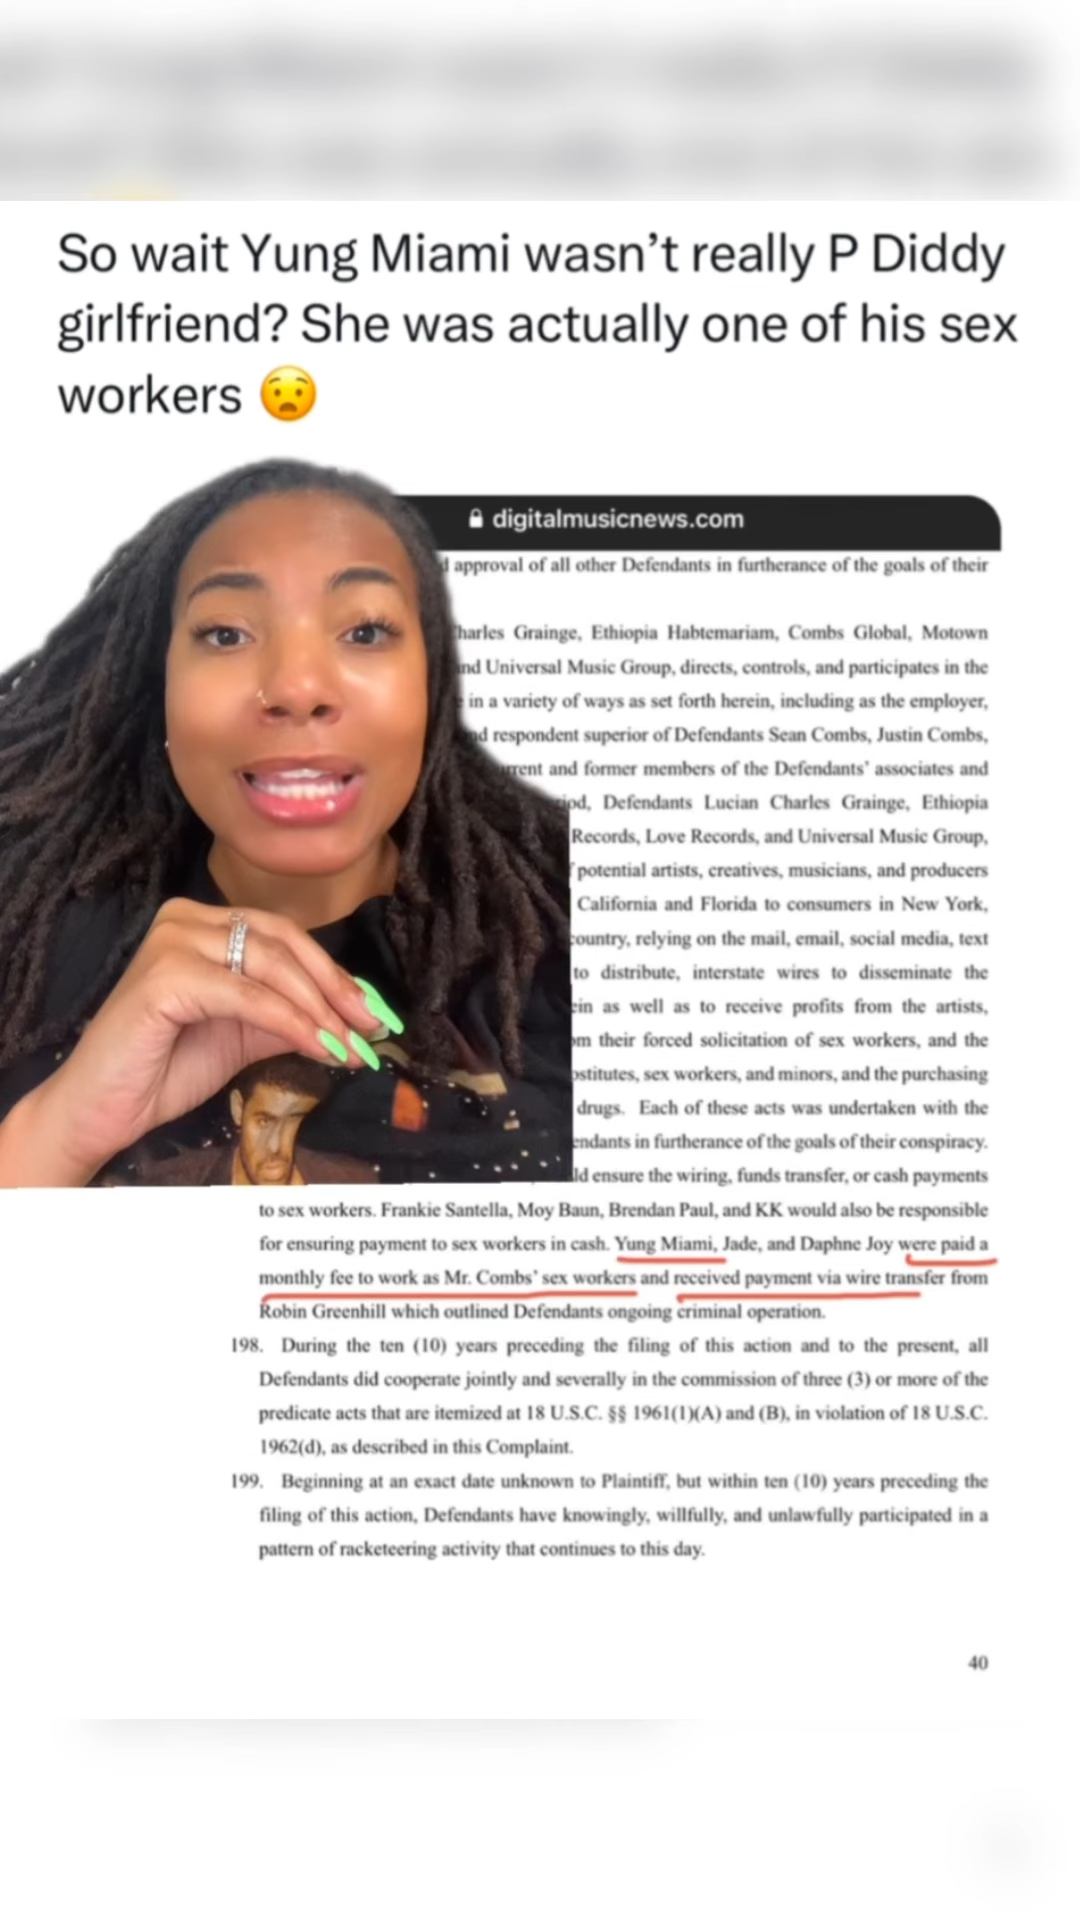 So wait Yung Miami wasn’t really P Diddy
girlfriend? She was actually one of his sex
workers 😧
digitalmusicnews.com
approval of all other Defendants in furtherance of the goals of their
Charles Grainge, Ethiopia Habtemariam, Combs Global, Motown
and Universal Music Group, directs, controls, and participates in the
in a variety of ways as set forth herein, including as the employer,
and respondent superior of Defendants Sean Combs, Justin Combs,
and former members of the Defendants’ associates and
Defendants Lucian Charles Grainge, Ethiopia
Records, Love Records, and Universal Music Group,
potential artists, creatives, musicians, and producers
California and Florida to consumers in New York,
country, relying on the mail, email, social media, text
to distribute, interstate wires to disseminate the
as well as to receive profits from the artists,
their forced solicitation of sex workers, and the
sex workers, and minors, and the purchasing
drugs. Each of these acts was undertaken with the
in furtherance of the goals of their conspiracy.
ensure the wiring, funds transfer, or cash payments
to sex workers. Frankie Santella, Moy Baun, Brendan Paul, and KK would also be responsible
for ensuring payment to sex workers in cash. Yung Miami, Jade, and Daphne Joy were paid a
monthly fee to work as Mr. Combs’ sex workers and received payment via wire transfer from
Robin Greenhill which outlined Defendants ongoing criminal operation.
198. During the ten (10) years preceding the filing of this action and to the present, all
Defendants did cooperate jointly and severally in the commission of three (3) or more of the
predicate acts that are itemized at 18 U.S.C. §§ 1961(1)(A) and (B), in violation of 18 U.S.C.
1962(d), as described in this Complaint.
199. Beginning at an exact date unknown to Plaintiff, but within ten (10) years preceding the
filing of this action, Defendants have knowingly, willfully, and unlawfully participated in a
pattern of racketeering activity that continues to this day.
40